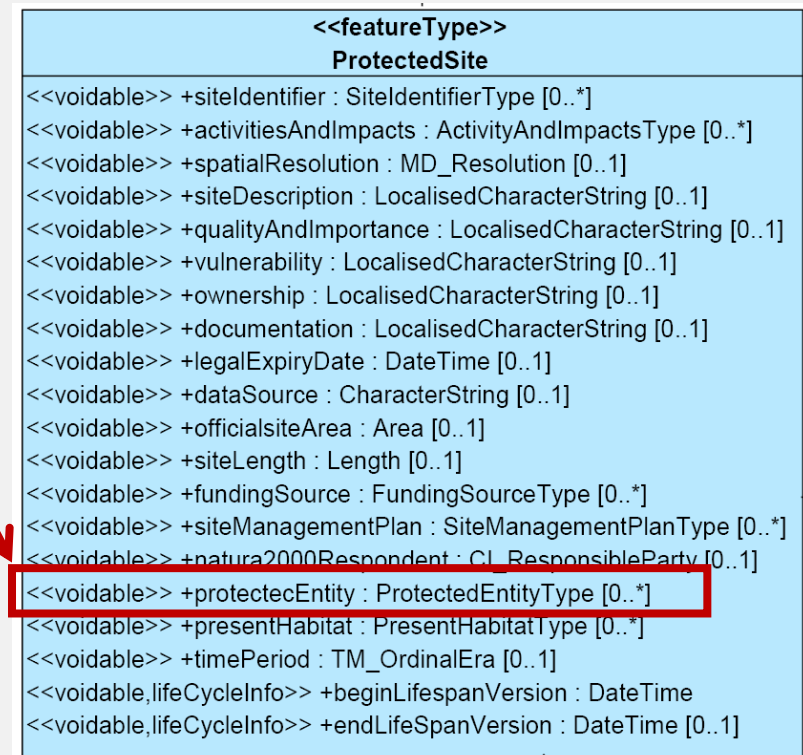 <<featureType>>
ProtectedSite
<<voidable>> +siteIdentifier : SiteIdentifierType [0..*]
<<voidable>> +activitiesAndImpacts : ActivityAndImpactsType [0..*]
<<voidable>> +spatialResolution : MD_Resolution [0..1]
<<voidable>> +siteDescription : LocalisedCharacterString [0..1]
<<voidable>> +qualityAndImportance : LocalisedCharacterString [0..1]
<<voidable>> +vulnerability : LocalisedCharacterString [0..1]
<<voidable>> +ownership : LocalisedCharacterString [0..1]
<<voidable>> +documentation : LocalisedCharacterString [0..1]
<<voidable>> +legalExpiryDate : DateTime [0..1]
<<voidable>> +dataSource : CharacterString [0..1]
<<voidable>> +officialsiteArea : Area [0..1]
<<voidable>> +siteLength : Length [0..1]
<<voidable>> +fundingSource : FundingSourceType [0..*]
<<voidable>> +siteManagementPlan : SiteManagementPlanType [0..*]
<<voidable>> +natura2000Respondent : CI_ResponsibleParty [0..1]
<<voidable>> +protectecEntity : ProtectedEntityType [0..*]
<<voidable>> +presentHabitat : PresentHabitatType [0..*]
<<voidable>> +timePeriod : TM_OrdinalEra [0..1]
<<voidable,lifeCycleInfo>> +beginLifespanVersion : DateTime
<<voidable,lifeCycleInfo>> +endLifeSpanVersion : DateTime [0..1]